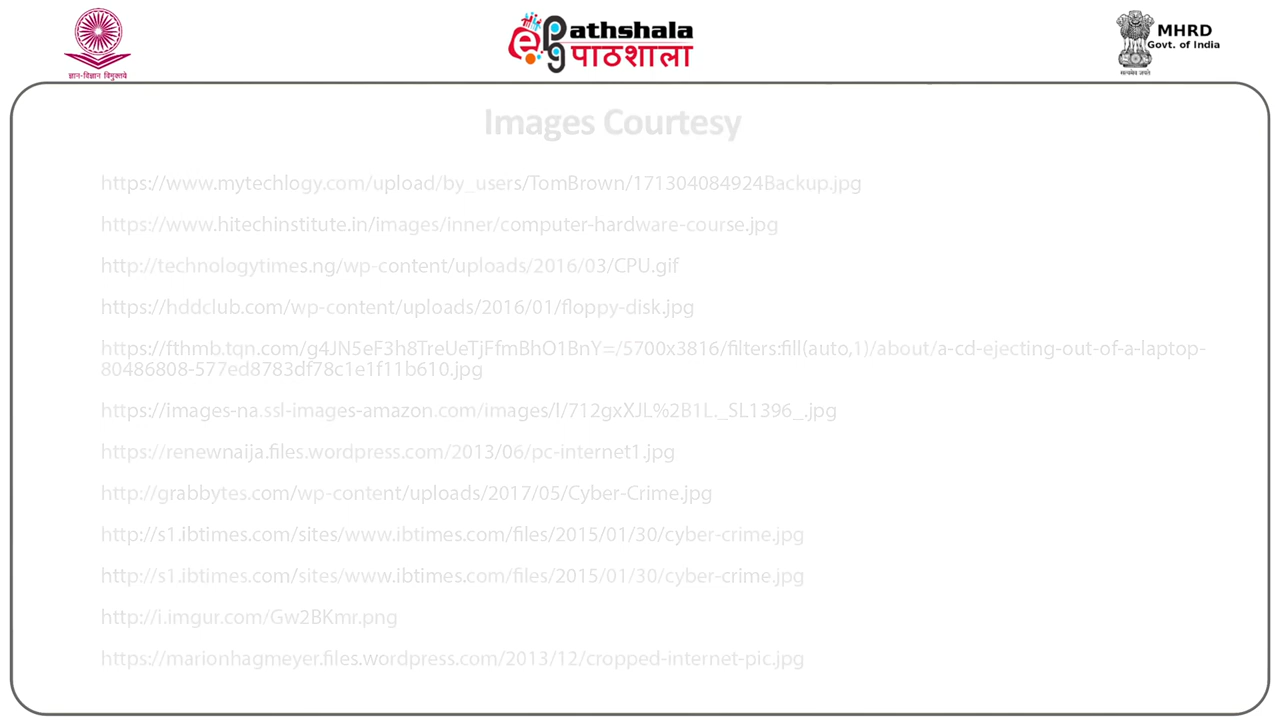 ज्ञान-विज्ञान विमुक्तये
ePG Pathshala
पाठशाला
MHRD
Govt. of India
सत्यमेव जयते
Images Courtesy
https://www.mytechlogy.com/upload/by_users/TomBrown/171304084924Backup.jpg
https://www.hitechinstitute.in/images/inner/computer-hardware-course.jpg
http://technologytimes.ng/wp-content/uploads/2016/03/CPU.gif
https://hddclub.com/wp-content/uploads/2016/01/floppy-disk.jpg
https://fthmb.tqn.com/g4JN5eF3h8TreUeTjFfmBhO1BnY=/5700x3816/filters:fill(auto,1)/about/a-cd-ejecting-out-of-a-laptop-
80486808-577ed8783df78c1e1f11b610.jpg
https://images-na.ssl-images-amazon.com/images/I/712gxXJL%2B1L._SL1396_.jpg
https://renewnaija.files.wordpress.com/2013/06/pc-internet1.jpg
http://grabbytes.com/wp-content/uploads/2017/05/Cyber-Crime.jpg
http://s1.ibtimes.com/sites/www.ibtimes.com/files/2015/01/30/cyber-crime.jpg
http://s1.ibtimes.com/sites/www.ibtimes.com/files/2015/01/30/cyber-crime.jpg
http://i.imgur.com/Gw2BKmr.png
https://marionhagmeyer.files.wordpress.com/2013/12/cropped-internet-pic.jpg